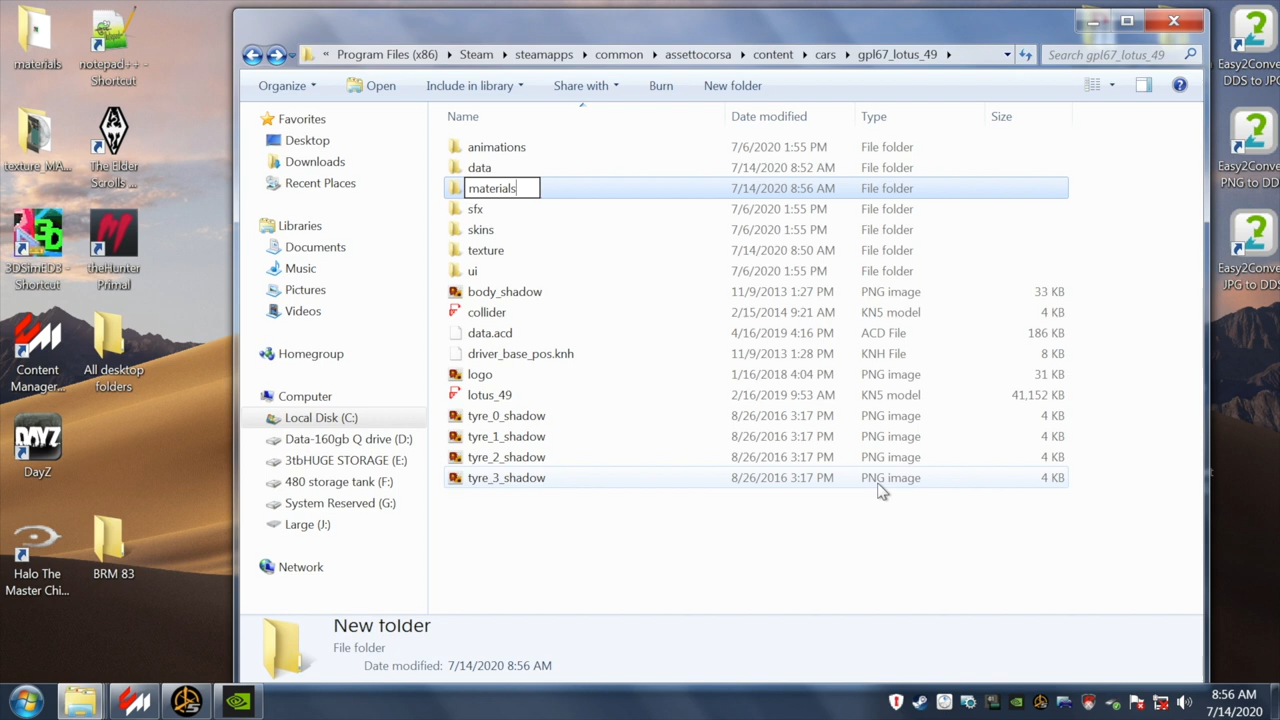 materials
notepad++ -
Shortcut
texture_MA...
The Elder
Scrolls ...
3DSimED3 -
Shortcut
theHunter
Primal
Content
Manager...
All desktop
folders
DayZ
Halo The
Master Chi...
BRM 83
« Program Files (x86) Steam steamapps common assettocorsa content cars gpl67_lotus_49
Search gpl67_lotus_49
Organize Open Include in library Share with Burn New folder
Favorites
Desktop
Downloads
Recent Places
Libraries
Documents
Music
Pictures
Videos
Homegroup
Computer
Local Disk (C:)
Data-160gb Q drive (D:)
3tbHUGE STORAGE (E:)
480 storage tank (F:)
System Reserved (G:)
Large (J:)
Network
Name Date modified Type Size
animations 7/6/2020 1:55 PM File folder
data 7/14/2020 8:52 AM File folder
materials 7/14/2020 8:56 AM File folder
sfx 7/6/2020 1:55 PM File folder
skins 7/6/2020 1:55 PM File folder
texture 7/14/2020 8:50 AM File folder
ui 7/6/2020 1:55 PM File folder
body_shadow 11/9/2013 1:27 PM PNG image 33 KB
collider 2/15/2014 9:21 AM KN5 model 4 KB
data.acd 4/16/2019 4:16 PM ACD File 186 KB
driver_base_pos.knh 11/9/2013 1:28 PM KNH File 8 KB
logo 1/16/2018 4:04 PM PNG image 31 KB
lotus_49 2/16/2019 9:53 AM KN5 model 41,152 KB
tyre_0_shadow 8/26/2016 3:17 PM PNG image 4 KB
tyre_1_shadow 8/26/2016 3:17 PM PNG image 4 KB
tyre_2_shadow 8/26/2016 3:17 PM PNG image 4 KB
tyre_3_shadow 8/26/2016 3:17 PM PNG image 4 KB
New folder
File folder
Date modified: 7/14/2020 8:56 AM
Easy2Conve
DDS to JPG
Easy2Conve
PNG to DDS
Easy2Conve
JPG to DDS
8:56 AM
7/14/2020